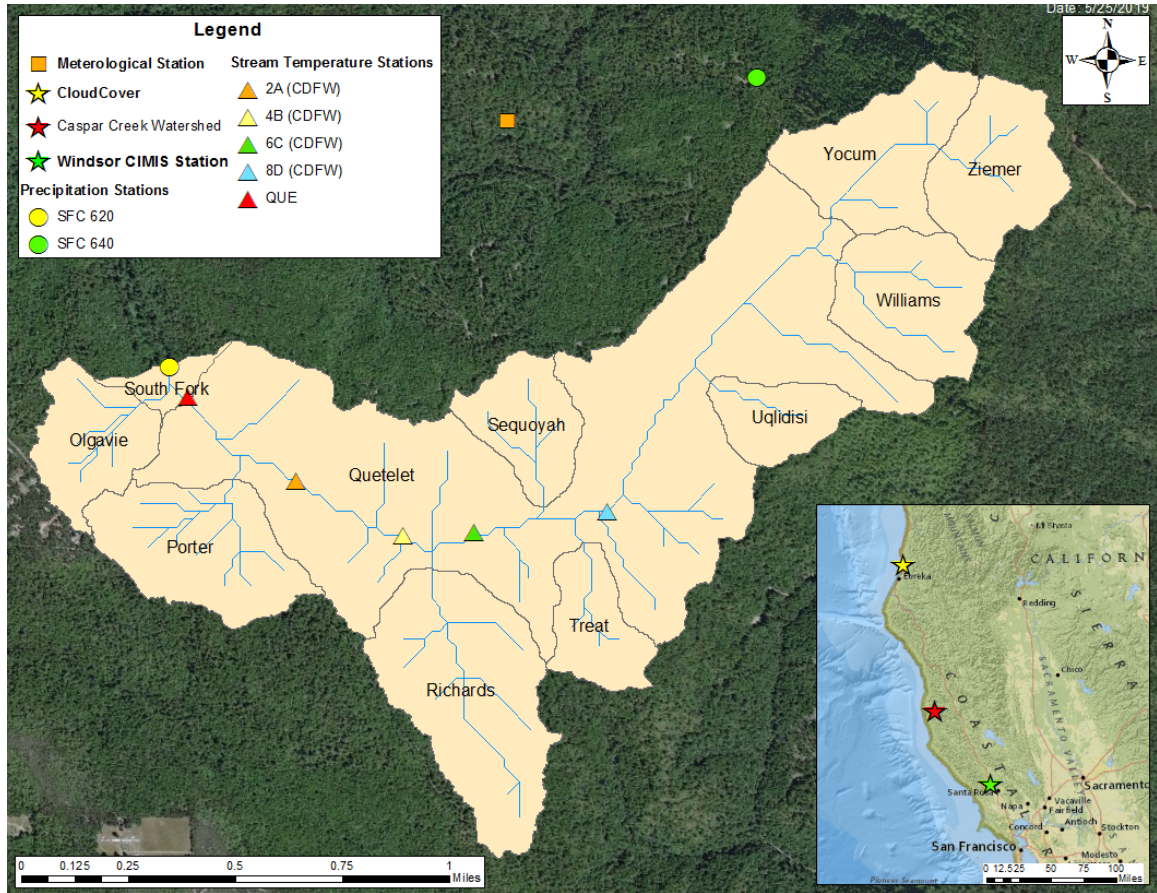 Date: 5/25/2019
Legend
Meterological Station
CloudCover
Caspar Creek Watershed
Windsor CIMIS Station
Precipitation Stations
SFC 620
SFC 640
Stream Temperature Stations
2A (CDFW)
4B (CDFW)
6C (CDFW)
8D (CDFW)
QUE
N
W E
S
Yocum
Ziemer
Williams
South Fork
Olgavie
Sequoyah
Uqlidisi
Quetelet
Porter
Treat
Richards
Mt Shasta
CALIFORN
Eureka
Redding
SIERRA
Chico
SACRAMENTO VALLEY
COASTAL R
Sacramento
Santa Rosa
Napa
Vacaville
Fairfield
Antioch
Concord
Stockton
San Francisco
Modesto
Pioneer Seamount
0 0.125 0.25 0.5 0.75 1
Miles
0 12.525 50 75 100
Miles